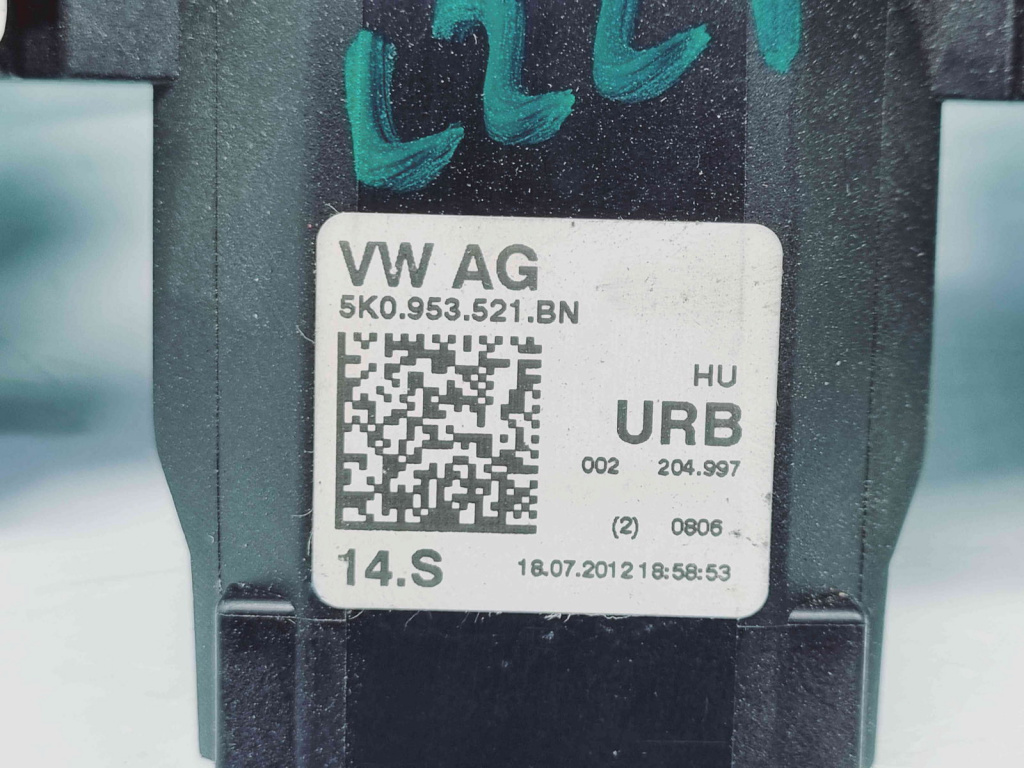 VW AG
5K0.953.521.BN
HU
URB
002 204.997
(2) 0806
14.S
18.07.2012 18:58:53